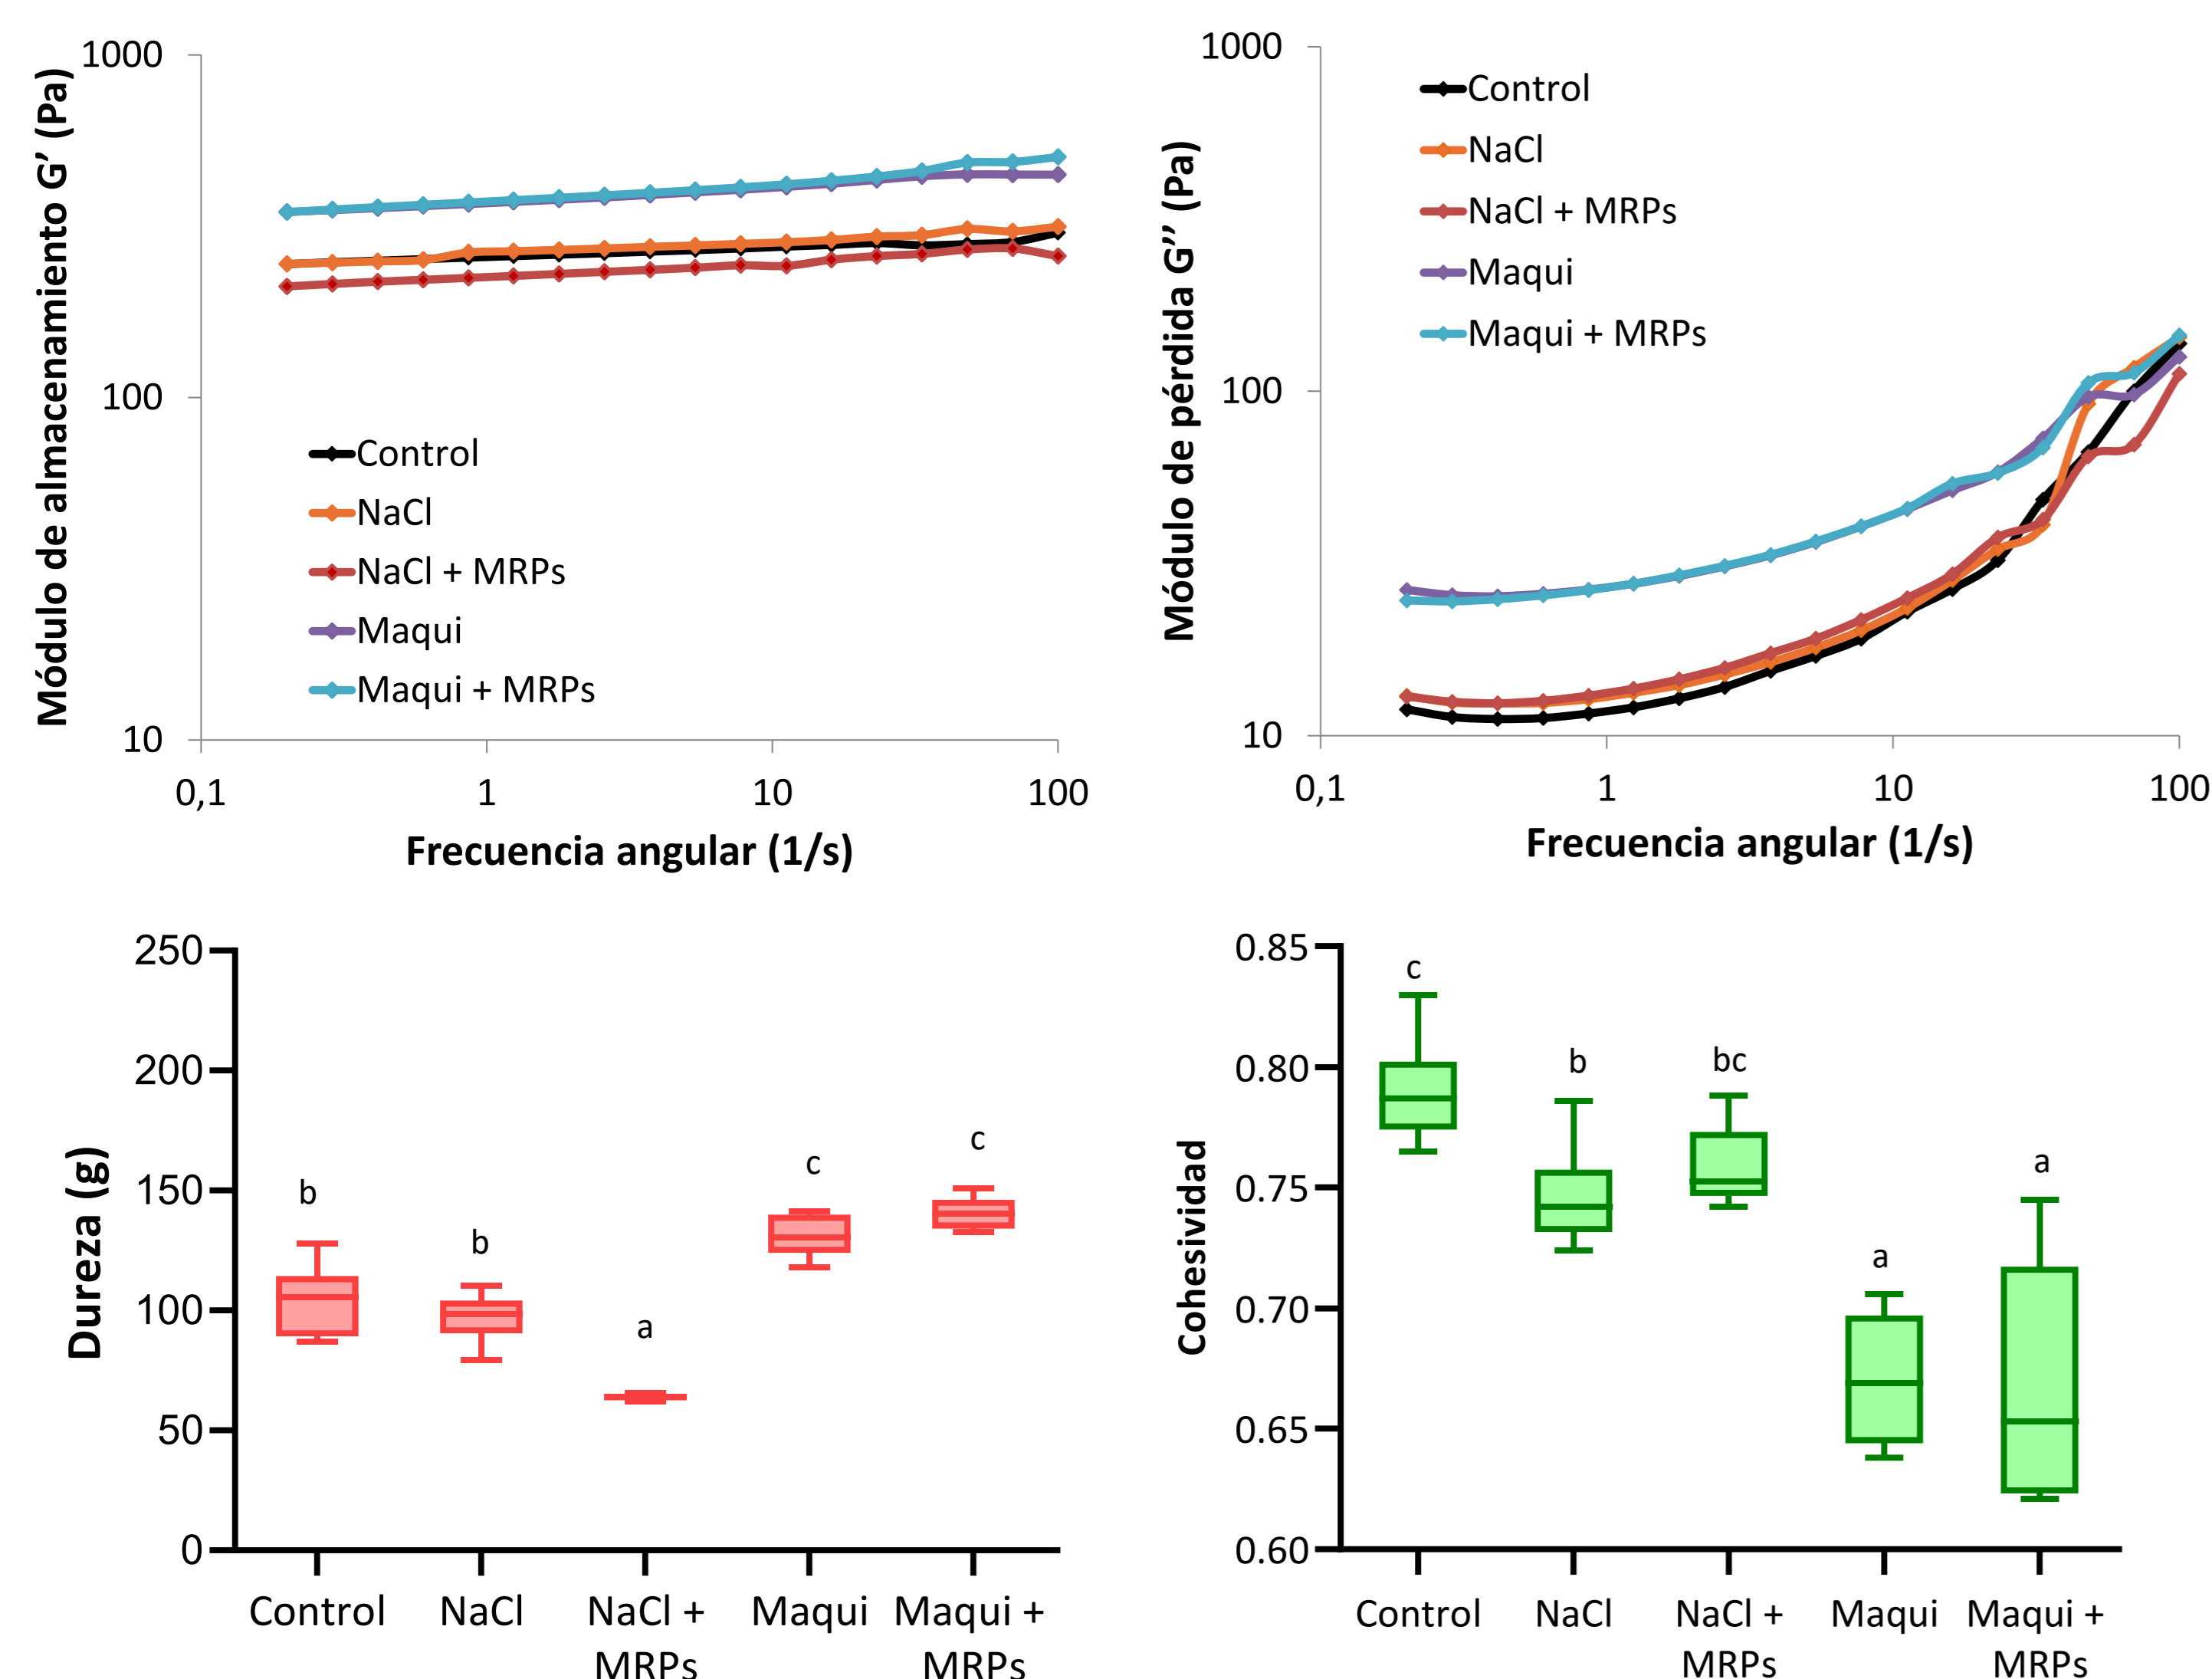 Módulo de almacenamiento G’ (Pa)
1000
100
10
Control
NaCl
NaCl + MRPs
Maqui
Maqui + MRPs
0,1 1 10 100
Frecuencia angular (1/s)
Módulo de pérdida G’’ (Pa)
1000
100
10
Control
NaCl
NaCl + MRPs
Maqui
Maqui + MRPs
0,1 1 10 100
Frecuencia angular (1/s)
Dureza (g)
250
200
150
100
50
0
b
b
a
c
c
Control NaCl NaCl + Maqui Maqui +
MRPs MRPs
Cohesividad
0.85
0.80
0.75
0.70
0.65
0.60
c
b
bc
a
a
Control NaCl NaCl + Maqui Maqui +
MRPs MRPs